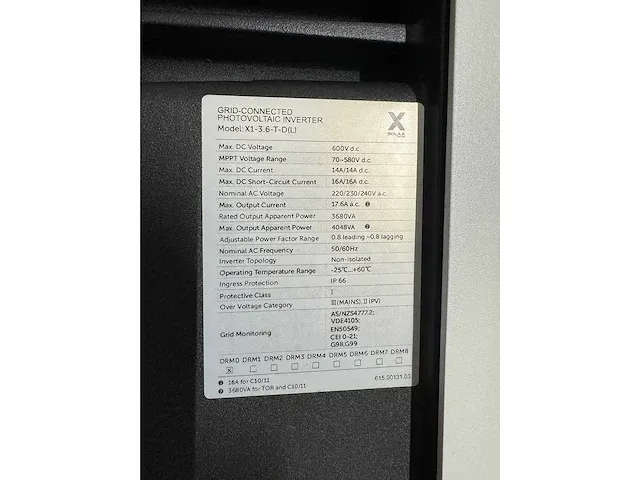 GRID-CONNECTED
PHOTOVOLTAIC INVERTER
Model: X1-3.6-T-D(L)
X
SOLAX
Max. DC Voltage 600V d.c.
MPPT Voltage Range 70~580V d.c.
Max. DC Current 14A/14A d.c.
Max. DC Short-Circuit Current 16A/16A d.c.
Nominal AC Voltage 220/230/240V a.c.
Max. Output Current 17.6A a.c. ❶
Rated Output Apparent Power 3680VA
Max. Output Apparent Power 4048VA ❷
Adjustable Power Factor Range 0.8 leading ~0.8 lagging
Nominal AC Frequency 50/60Hz
Inverter Topology Non-isolated
Operating Temperature Range -25℃...+60℃
Ingress Protection IP 66
Protective Class I
Over Voltage Category III(MAINS), II (PV)
Grid Monitoring AS/NZS4777.2;
VDE4105;
EN50549;
CEI 0-21;
G98,G99
DRM0 DRM1 DRM2 DRM3 DRM4 DRM5 DRM6 DRM7 DRM8
☒ ☐ ☐ ☐ ☐ ☐ ☐ ☐ ☐
❶ 16A for C10/11
❷ 3680VA for TOR and C10/11
615.00131.03